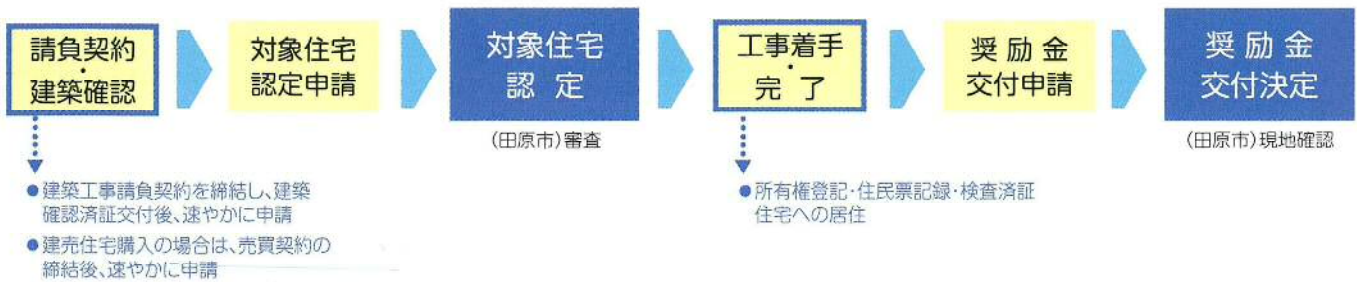 請負契約
・
建築確認
対象住宅
認定申請
対象住宅
認定
(田原市)審査
工事着手
・
完了
奨励金
交付申請
奨励金
交付決定
(田原市)現地確認
●建築工事請負契約を締結し、建築
確認済証交付後、速やかに申請
●建売住宅購入の場合は、売買契約の
締結後、速やかに申請
●所有権登記・住民票記録・検査済証
住宅への居住